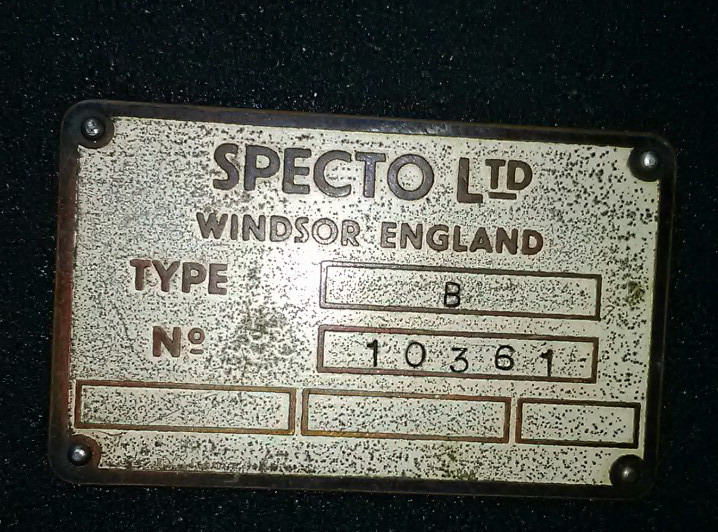 SPECTO LTD
WINDSOR ENGLAND
TYPE B
Nº 10361